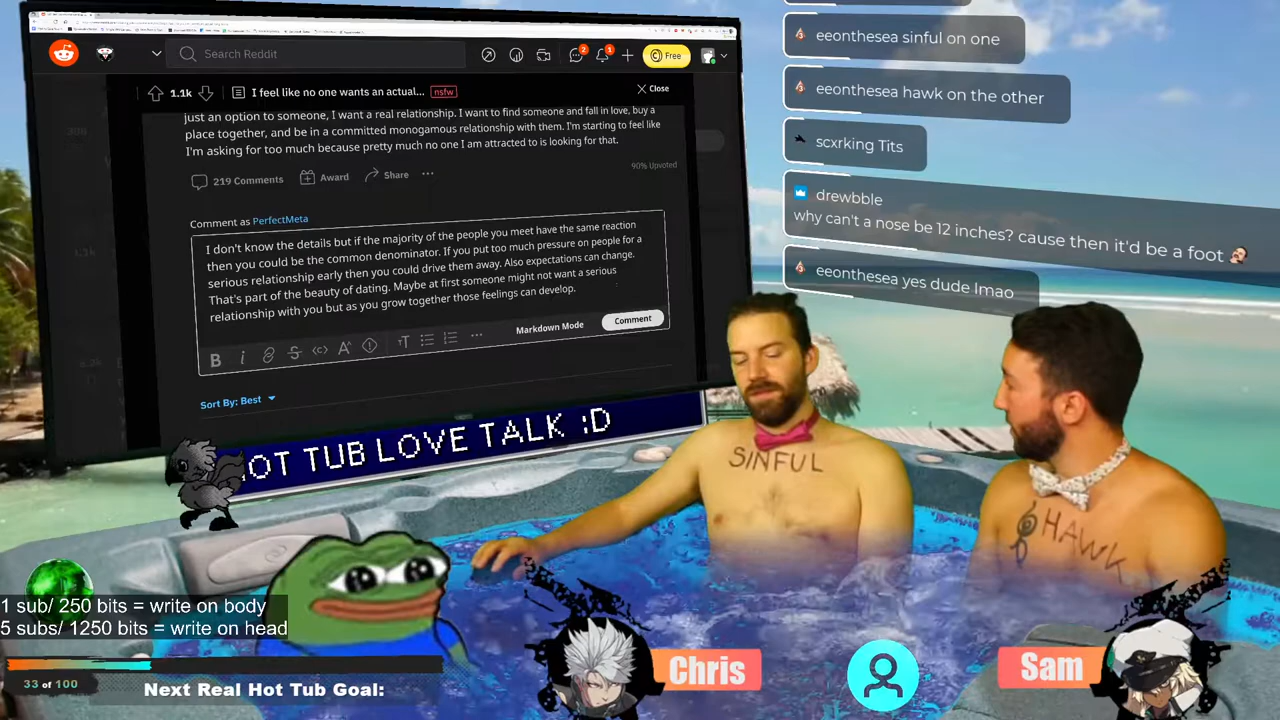 Search Reddit
2
1
Free
1.1k
I feel like no one wants an actual...
nsfw
Close
just an option to someone, I want a real relationship. I want to find someone and fall in love, buy a
place together, and be in a committed monogamous relationship with them. I'm starting to feel like
I'm asking for too much because pretty much no one I am attracted to is looking for that.
90% Upvoted
219 Comments
Award
Share
Comment as PerfectMeta
I don't know the details but if the majority of the people you meet have the same reaction
then you could be the common denominator. If you put too much pressure on people for a
serious relationship early then you could drive them away. Also expectations can change.
That's part of the beauty of dating. Maybe at first someone might not want a serious
relationship with you but as you grow together those feelings can develop.
B i
Markdown Mode
Comment
Sort By: Best
HOT TUB LOVE TALK :D
eeonthesea sinful on one
eeonthesea hawk on the other
scxrking Tits
drewbble
why can't a nose be 12 inches? cause then it'd be a foot
eeonthesea yes dude lmao
SINFUL
HAWK
1 sub/ 250 bits = write on body
5 subs/ 1250 bits = write on head
33 of 100
Next Real Hot Tub Goal:
Chris
Sam